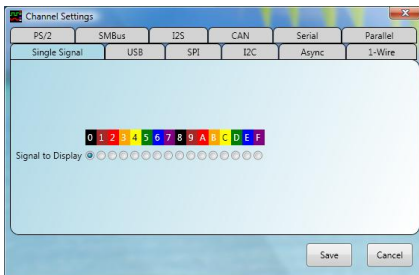 Channel Settings
PS/2 SMBus I2S CAN Serial Parallel
Single Signal USB SPI I2C Async 1-Wire
0 1 2 3 4 5 6 7 8 9 A B C D E F
Signal to Display
Save Cancel